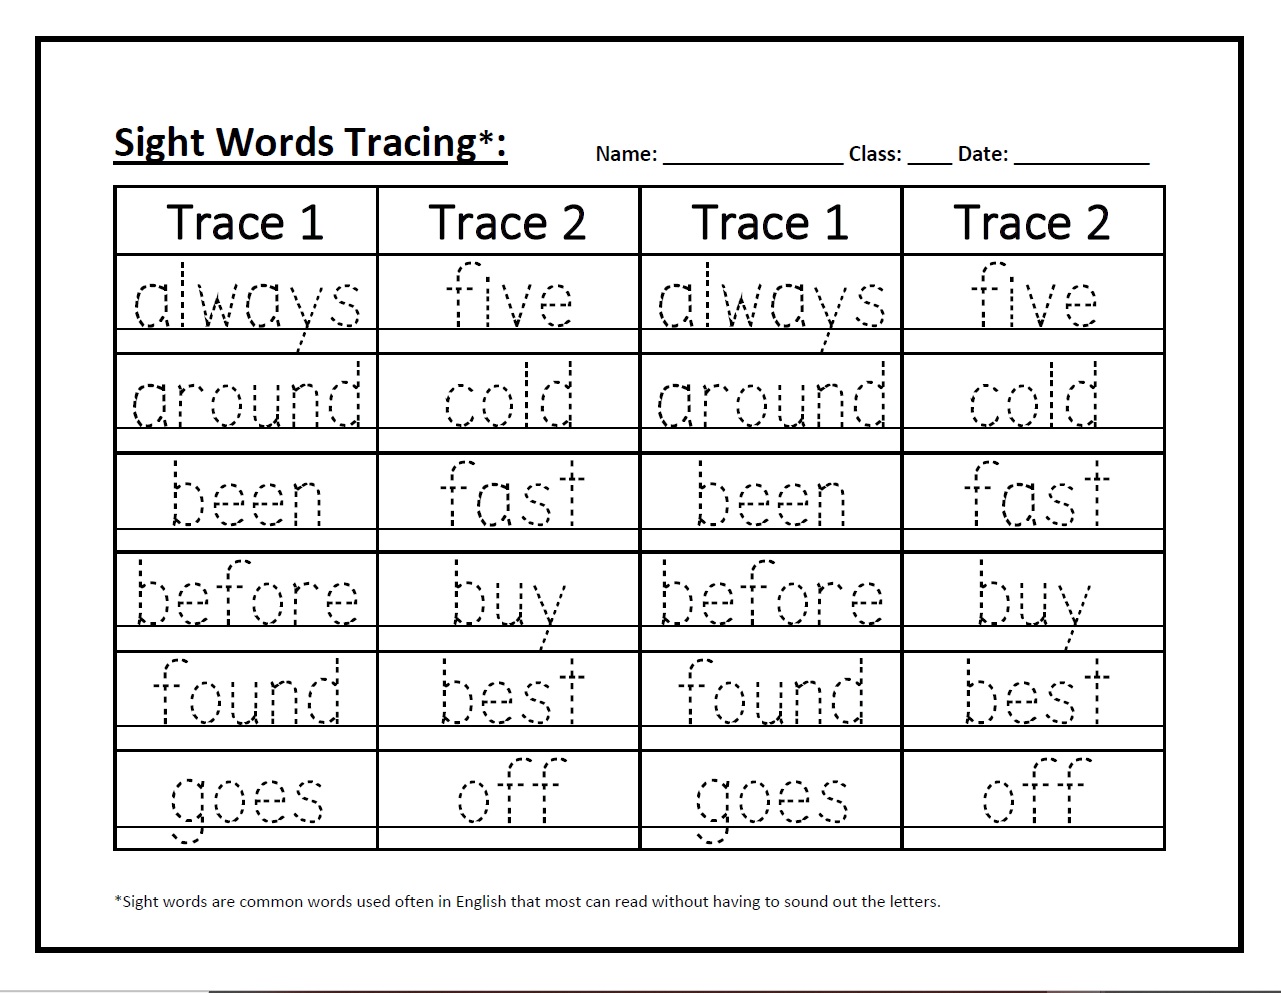 Sight Words Tracing*: Name: ________________ Class: ____ Date: ____________
Trace 1 Trace 2 Trace 1 Trace 2
always five always five
around cold around cold
been fast been fast
before buy before buy
found best found best
goes off goes off
*Sight words are common words used often in English that most can read without having to sound out the letters.